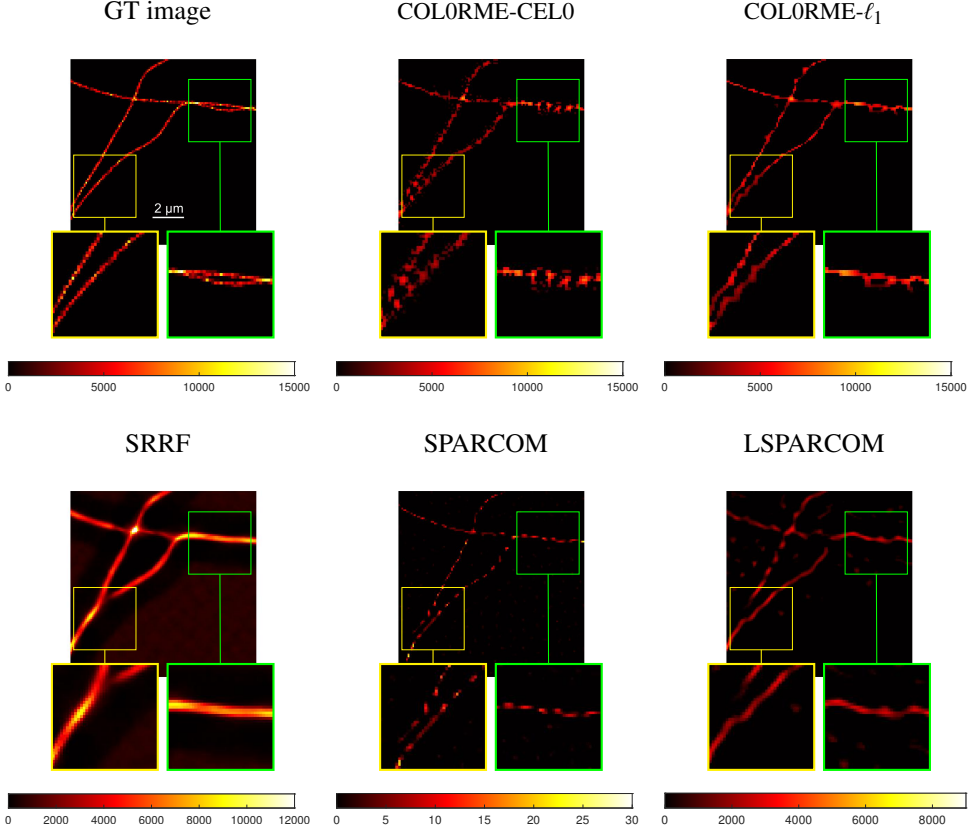 GT image COL0RME-CEL0 COL0RME-ℓ₁
2 μm
0 5000 10000 15000 0 5000 10000 15000 0 5000 10000 15000
SRRF SPARCOM LSPARCOM
0 2000 4000 6000 8000 10000 12000 0 5 10 15 20 25 30 0 2000 4000 6000 8000